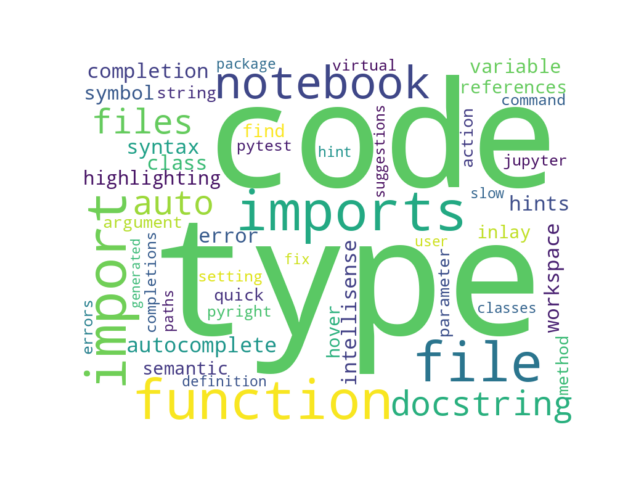 package
virtual
completion
notebook
variable
symbol
string
references
code
command
files
find
suggestions
action
syntax
pytest
hint
class
jupyter
highlighting
slow
import
auto
imports
hints
argument
error
type
user
inlay
generated
completions
fix
intellisense
parameter
workspace
setting
paths
quick
pyright
hover
classes
errors
autocomplete
file
method
semantic
definition
function
docstring